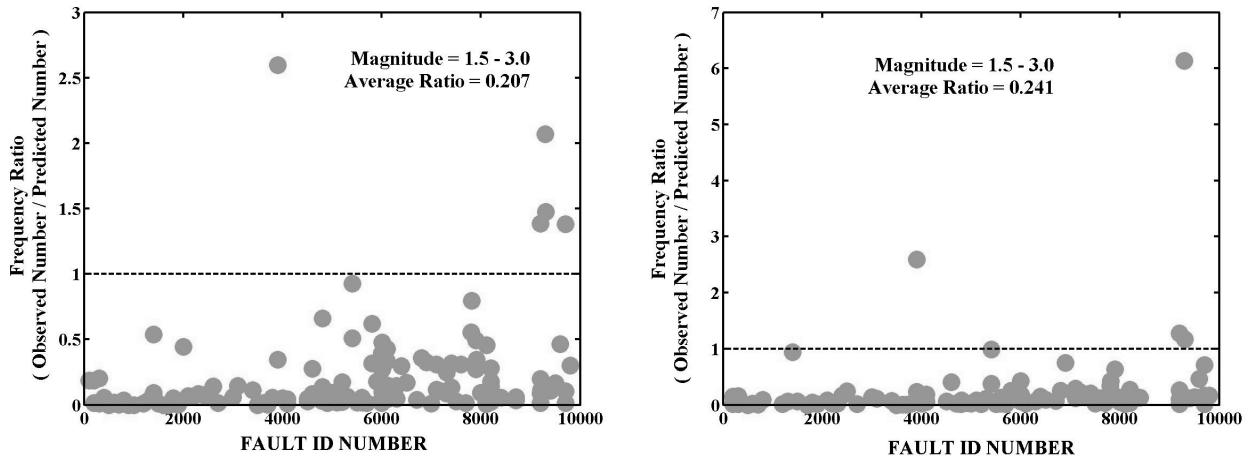 3
2.5
2
1.5
1
0.5
0
Frequency Ratio
( Observed Number / Predicted Number )
Magnitude = 1.5 - 3.0
Average Ratio = 0.207
0 2000 4000 6000 8000 10000
FAULT ID NUMBER
7
6
5
4
3
2
1
0
Frequency Ratio
( Observed Number / Predicted Number )
Magnitude = 1.5 - 3.0
Average Ratio = 0.241
0 2000 4000 6000 8000 10000
FAULT ID NUMBER